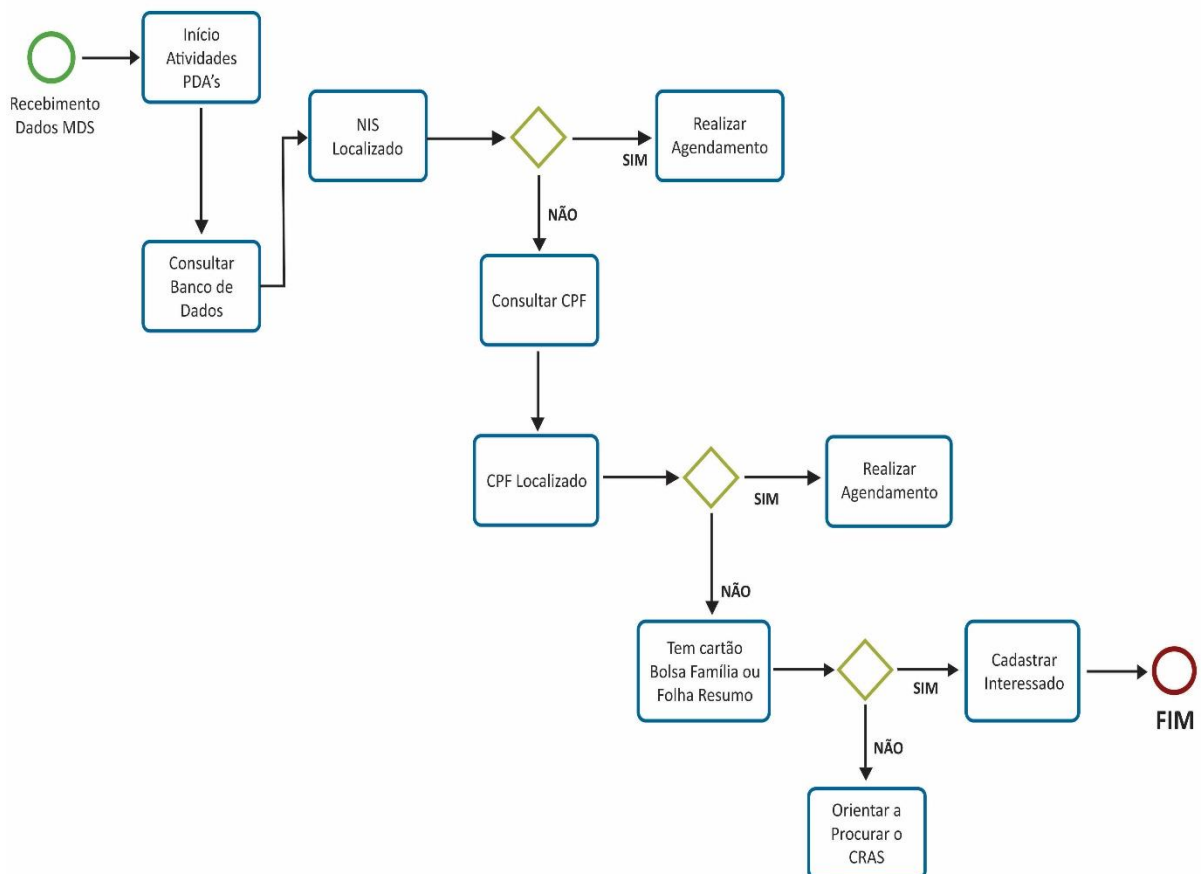 Início
Atividades
PDA's
Recebimento
Dados MDS
NIS
Localizado
Realizar
Agendamento
SIM
NÃO
Consultar
Banco de
Dados
Consultar CPF
CPF Localizado
Realizar
Agendamento
SIM
NÃO
Tem cartão
Bolsa Família ou
Folha Resumo
Cadastrar
Interessado
SIM
FIM
NÃO
Orientar a
Procurar o
CRAS